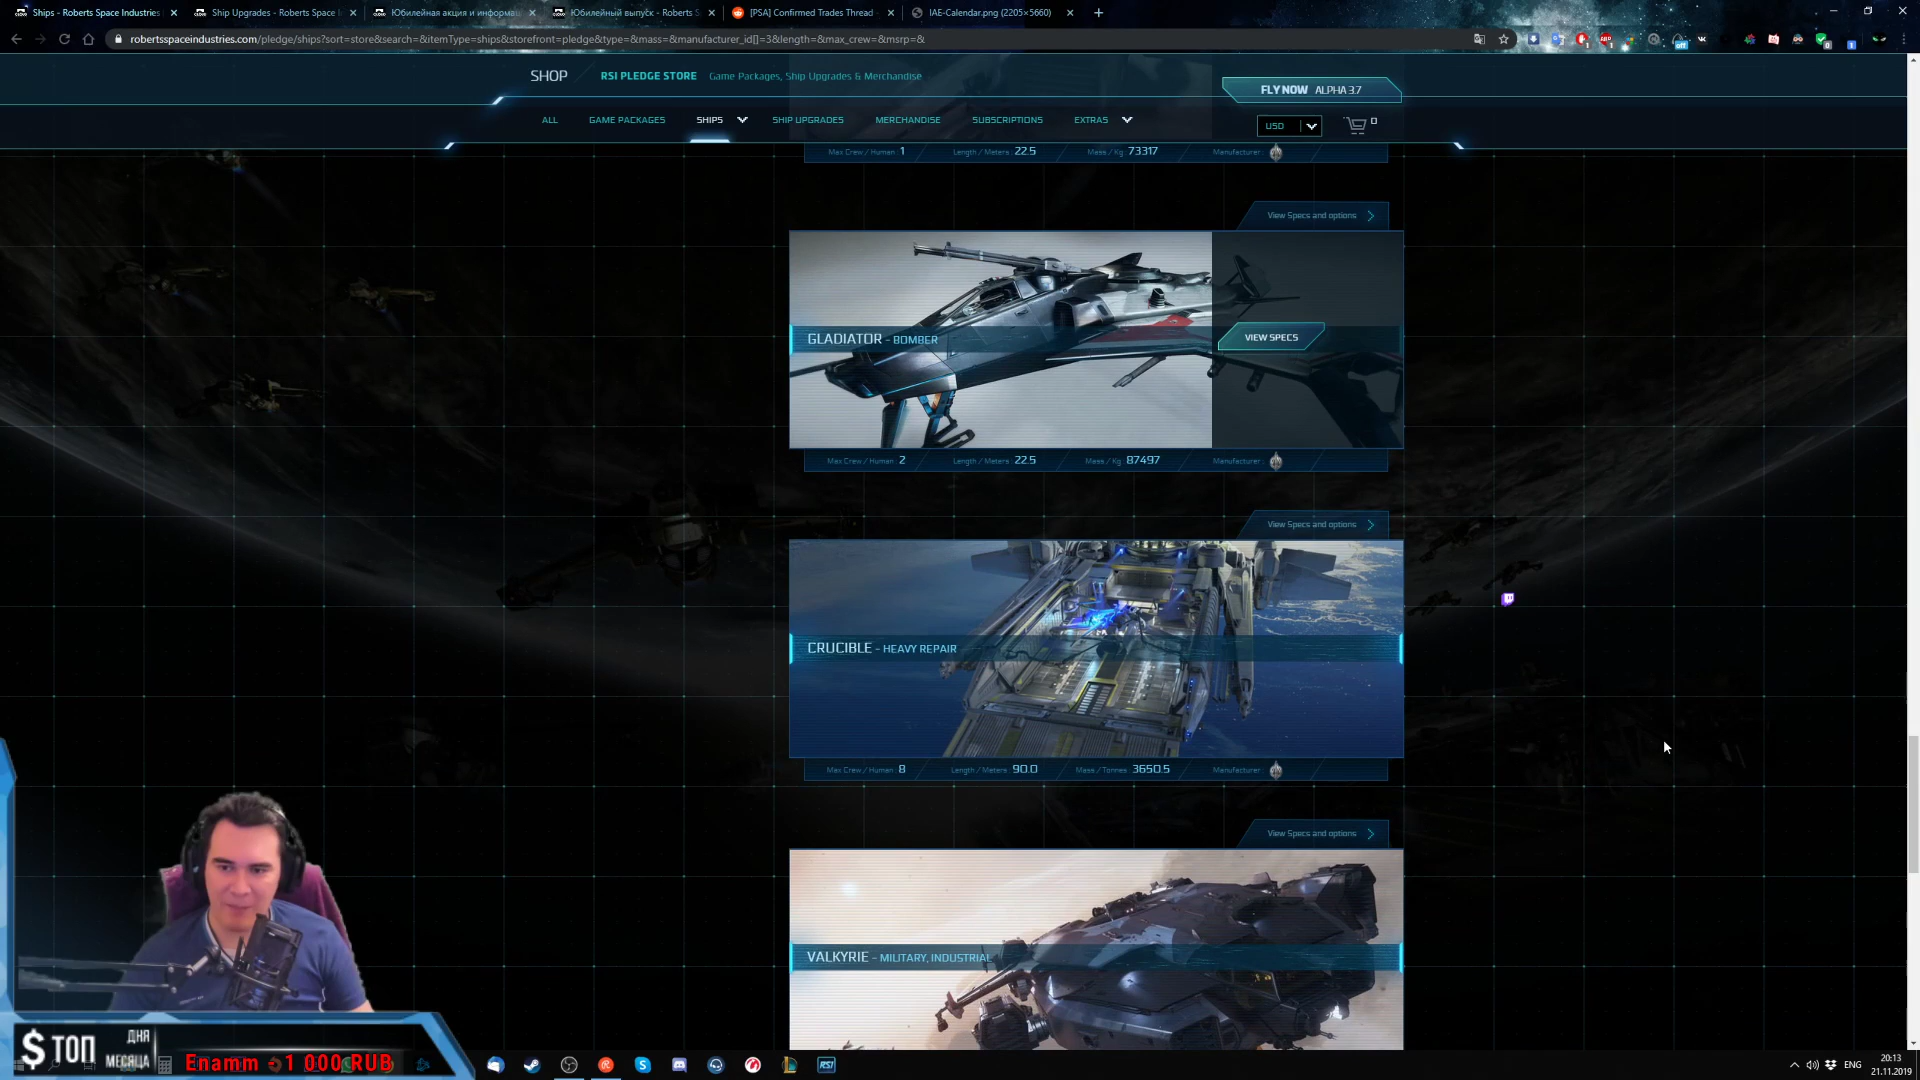 Ships - Roberts Space Industries
Ship Upgrades - Roberts Space I
Юбилейная акция и информац
Юбилейный выпуск - Roberts S
[PSA] Confirmed Trades Thread
IAE-Calendar.png (2205×5660)
robertsspaceindustries.com/pledge/ships?sort=store&search=&itemType=ships&storefront=pledge&type=&mass=&manufacturer_id[]=3&length=&max_crew=&msrp=&
SHOP
RSI PLEDGE STORE
Game Packages, Ship Upgrades & Merchandise
FLY NOW ALPHA 3.7
ALL
GAME PACKAGES
SHIPS
SHIP UPGRADES
MERCHANDISE
SUBSCRIPTIONS
EXTRAS
USD
0
Max Crew / Human : 1
Length / Meters : 22.5
Mass / Kg : 73317
Manufacturer :
View Specs and options
GLADIATOR - BOMBER
VIEW SPECS
Max Crew / Human : 2
Length / Meters : 22.5
Mass / Kg : 87497
Manufacturer :
View Specs and options
CRUCIBLE - HEAVY REPAIR
Max Crew / Human : 8
Length / Meters : 90.0
Mass / Tonnes : 3650.5
Manufacturer :
View Specs and options
VALKYRIE - MILITARY, INDUSTRIAL
$ ТОП
ДНЯ
МЕСЯЦА
Enamm - 1 000 RUB
RSI
ENG
20:13
21.11.2019